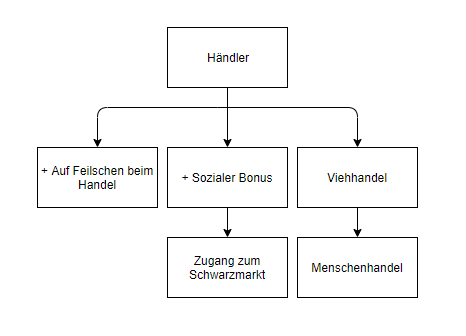 Händler
+ Auf Feilschen beim
Handel
+ Sozialer Bonus
Viehhandel
Zugang zum
Schwarzmarkt
Menschenhandel